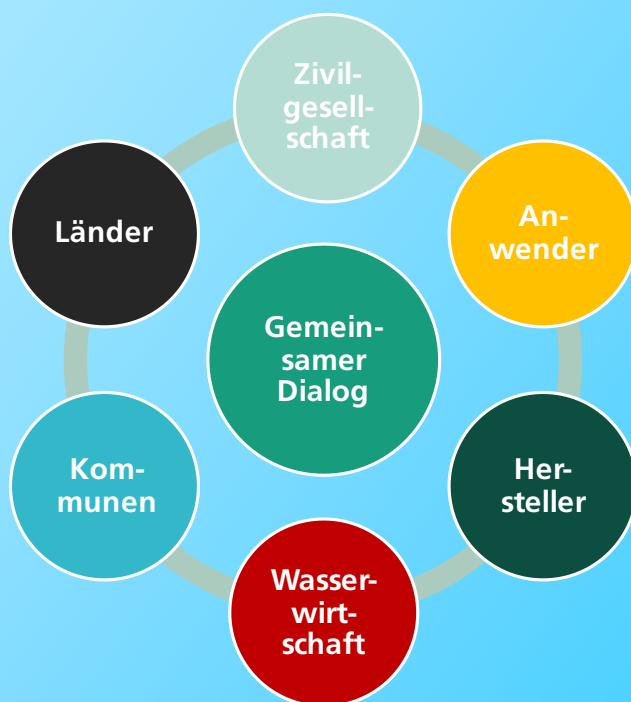 Zivil-
gesell-
schaft
An-
wender
Her-
steller
Wasser-
wirt-
schaft
Kom-
munen
Länder
Gemein-
samer
Dialog